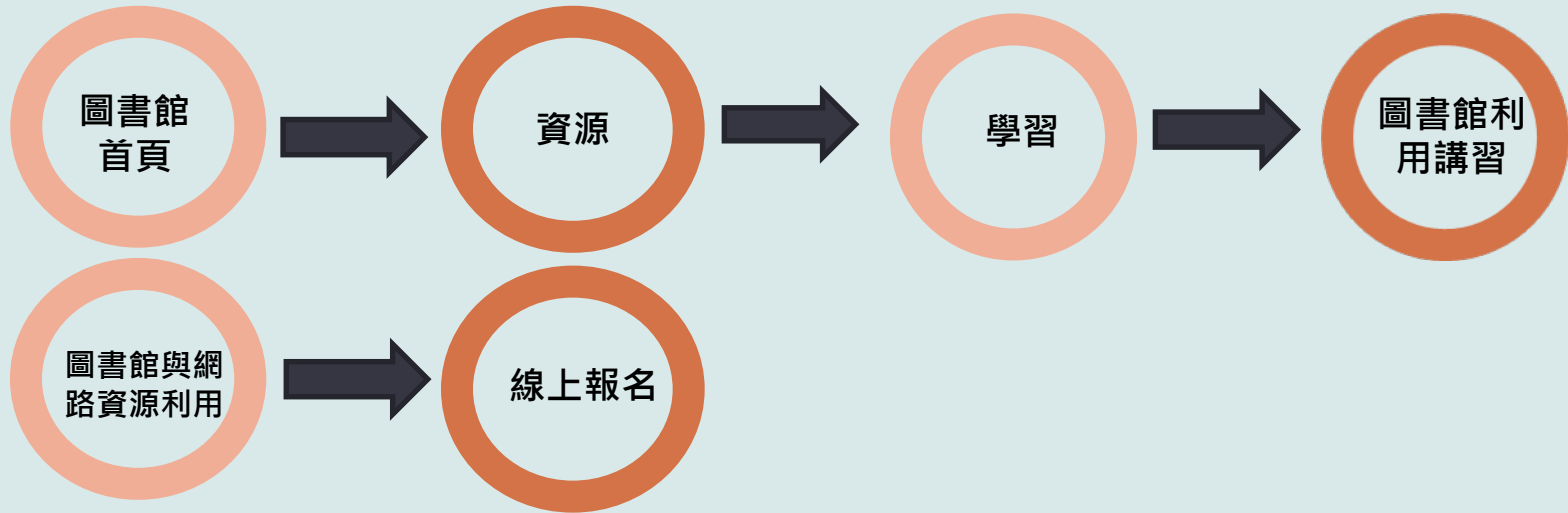 圖書館
首頁
資源
學習
圖書館利
用講習
圖書館與網
路資源利用
線上報名